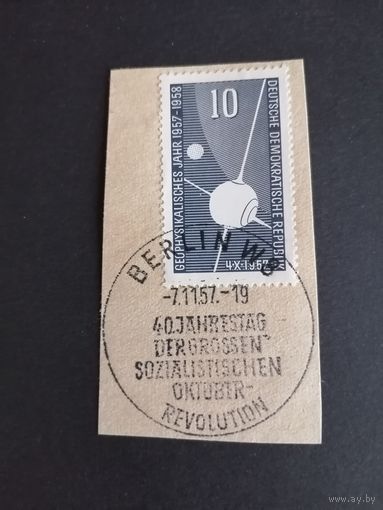 10
GEOPHYSIKALISCHES JAHR 1957-1958
DEUTSCHE DEMOKRATISCHE REPUBLIK
4·X·1957
BERLIN W8
-7.11.57.-19
40.JAHRESTAG
DER GROSSEN
SOZIALISTISCHEN
OKTOBER-
REVOLUTION
www.ay.by